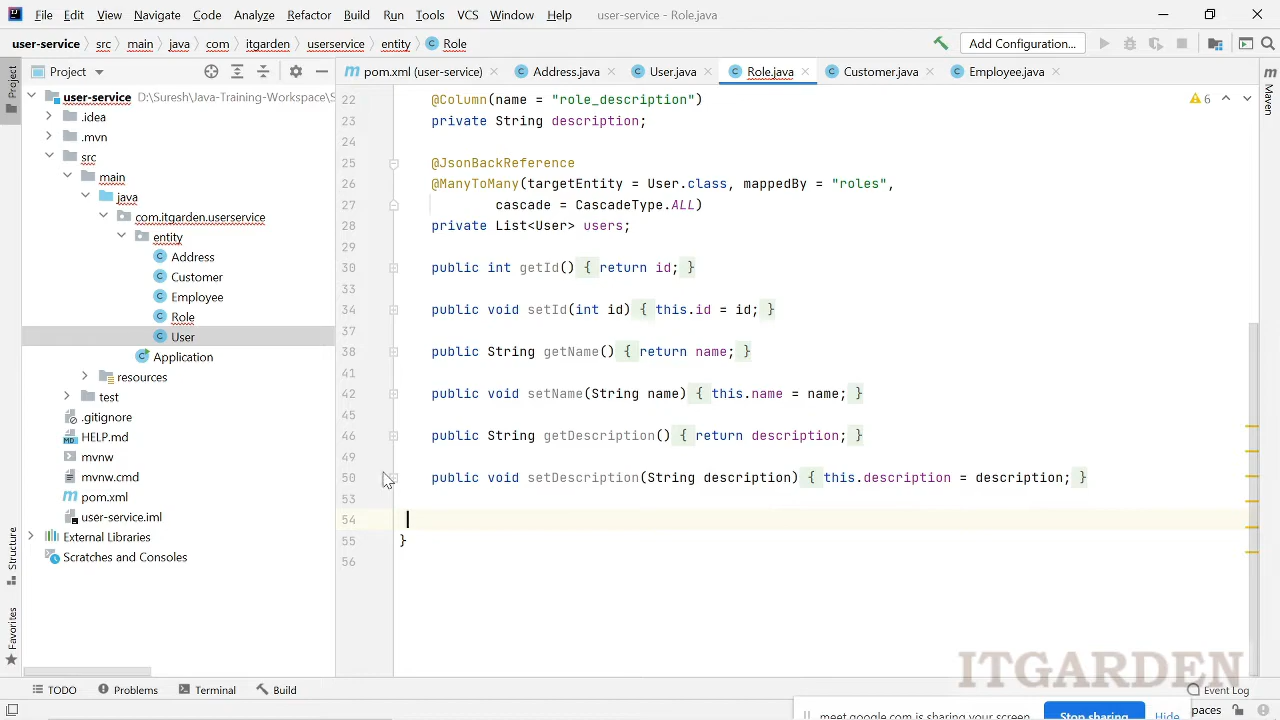 File Edit View Navigate Code Analyze Refactor Build Run Tools VCS Window Help user-service - Role.java
user-service src main java com itgarden userservice entity Role Add Configuration...
Project
pom.xml (user-service) Address.java User.java Role.java Customer.java Employee.java
Project
Maven
Structure
Favorites
user-service D:\Suresh\Java-Training-Workspace\S
.idea
.mvn
src
main
java
com.itgarden.userservice
entity
Address
Customer
Employee
Role
User
Application
resources
test
.gitignore
HELP.md
mvnw
mvnw.cmd
pom.xml
user-service.iml
External Libraries
Scratches and Consoles
6
22 @Column(name = "role_description")
23 private String description;
24
25 @JsonBackReference
26 @ManyToMany(targetEntity = User.class, mappedBy = "roles",
27 cascade = CascadeType.ALL)
28 private List<User> users;
29
30 public int getId() { return id; }
33
34 public void setId(int id) { this.id = id; }
37
38 public String getName() { return name; }
41
42 public void setName(String name) { this.name = name; }
45
46 public String getDescription() { return description; }
49
50 public void setDescription(String description) { this.description = description; }
53
54
55 }
56
ITGARDEN
TODO Problems Terminal Build Event Log
meet.google.com is sharing your screen. Stop sharing Hide
paces